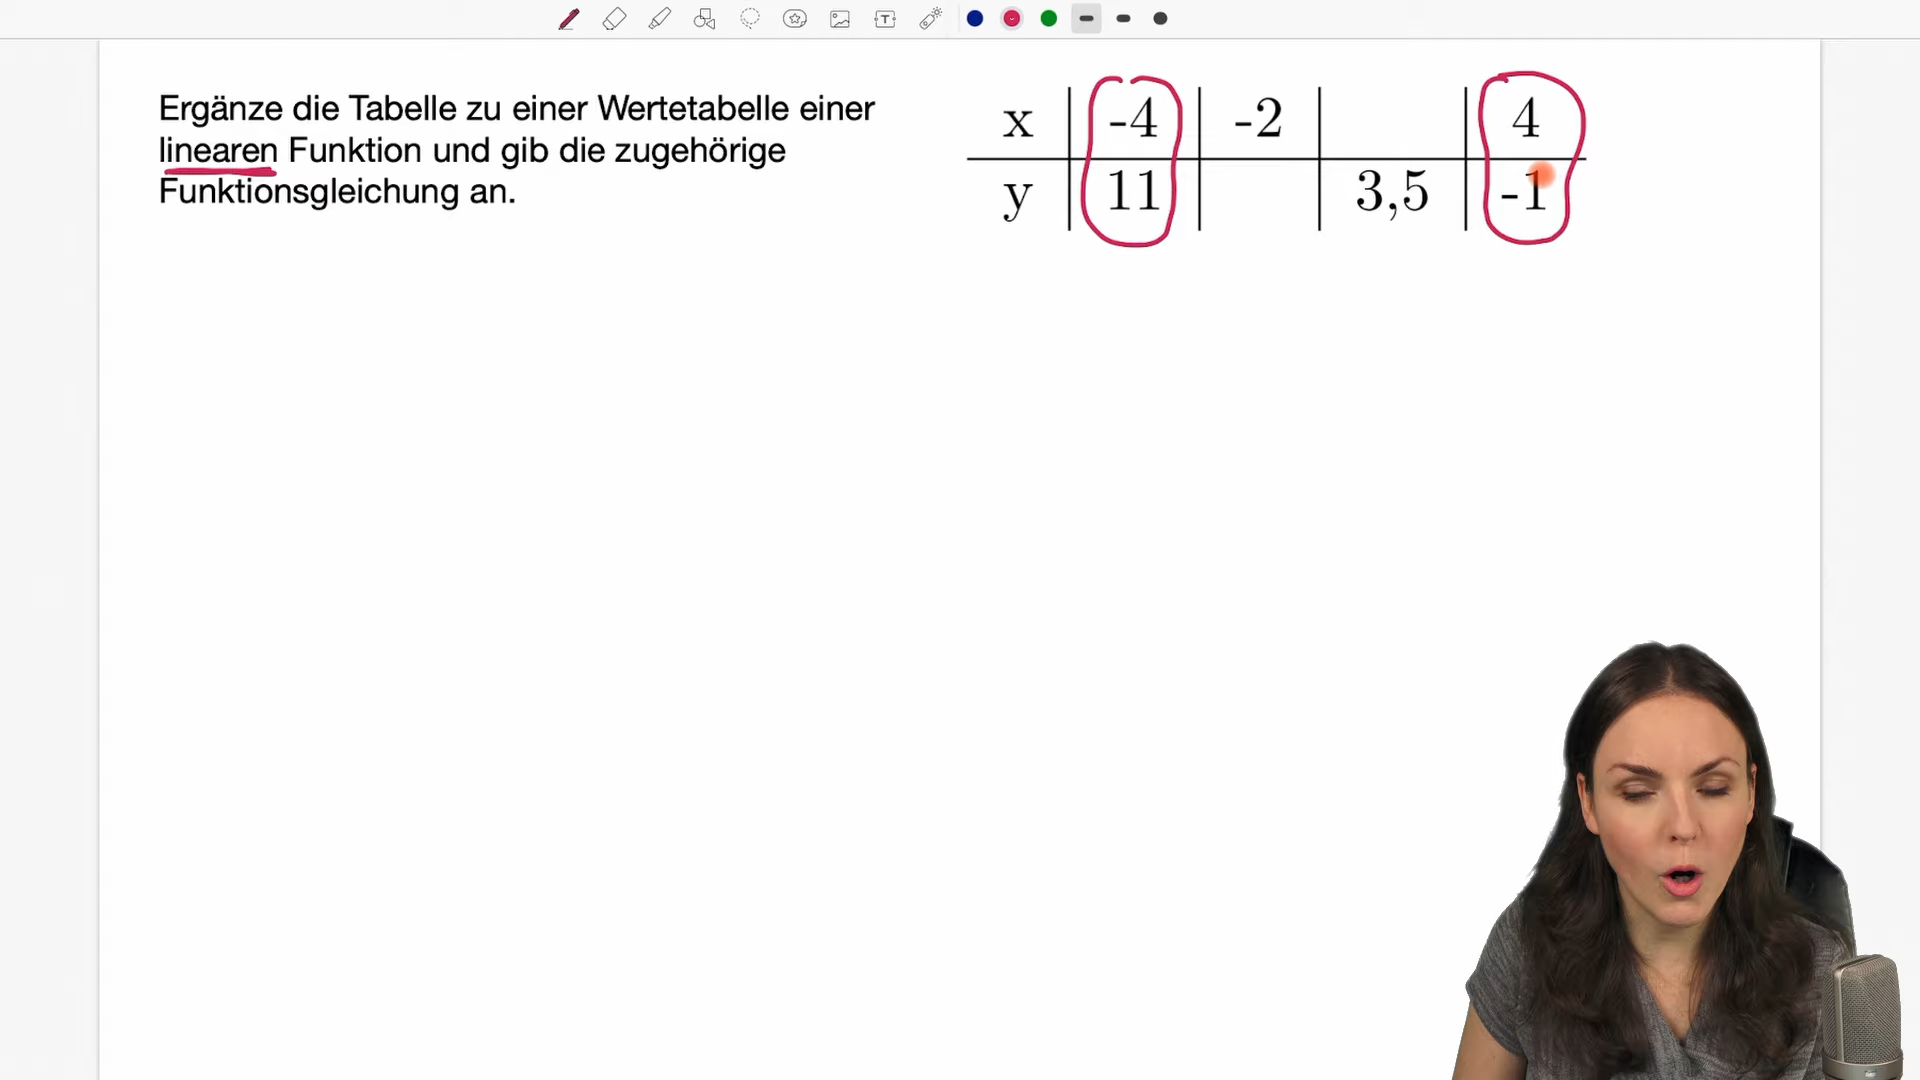 Ergänze die Tabelle zu einer Wertetabelle einer
linearen Funktion und gib die zugehörige
Funktionsgleichung an.
x -4 -2 4
y 11 3,5 -1